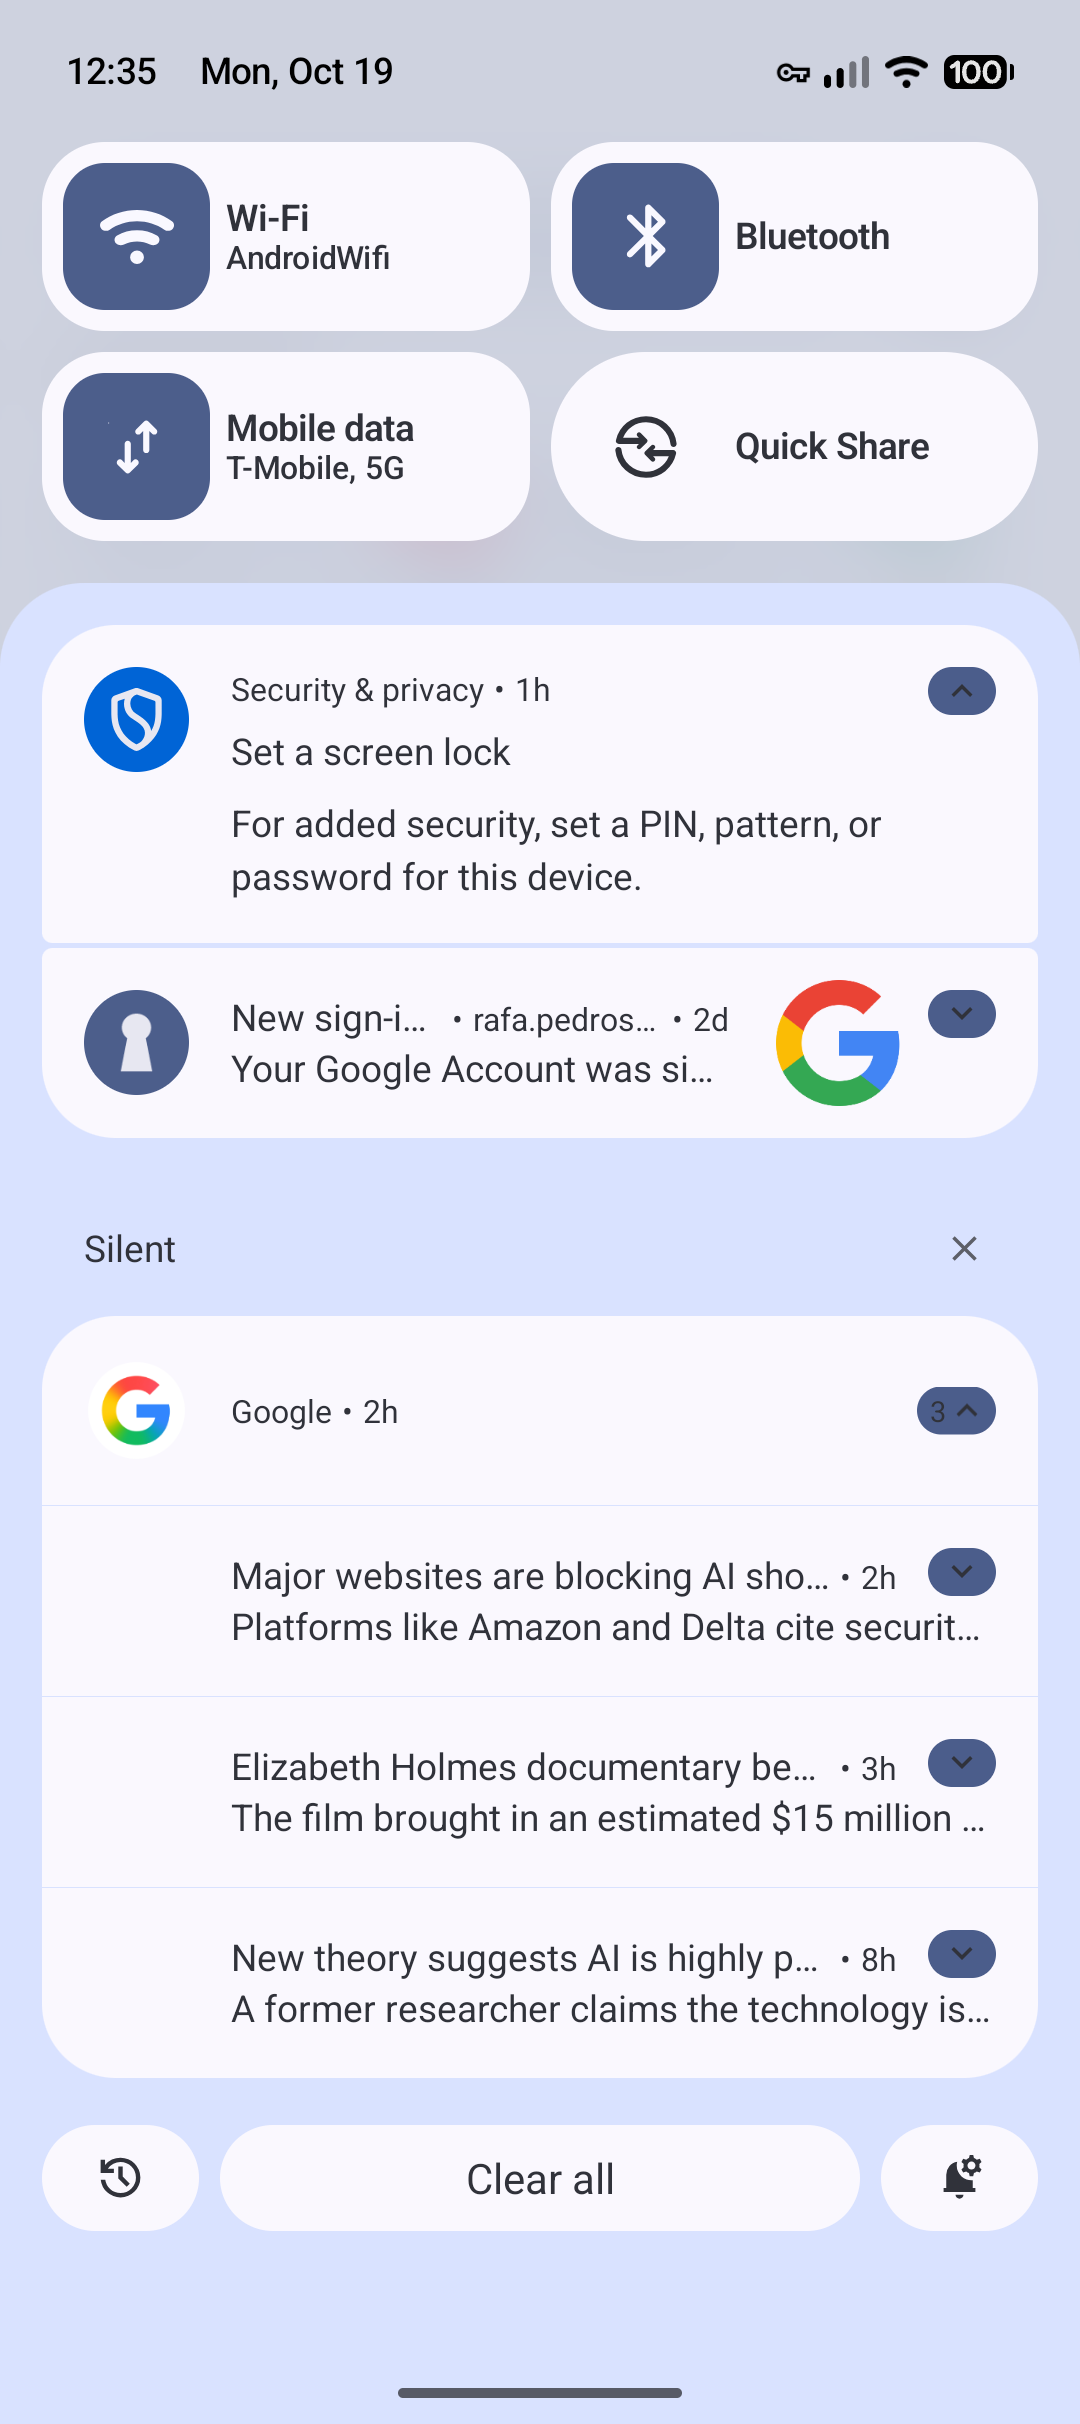 12:35 Mon, Oct 19 100
Wi-Fi
AndroidWifi
Bluetooth
Mobile data
T-Mobile, 5G
Quick Share
Security & privacy • 1h
Set a screen lock
For added security, set a PIN, pattern, or
password for this device.
New sign-i... • rafa.pedros... • 2d
Your Google Account was si...
Silent
Google • 2h
3
Major websites are blocking AI sho... • 2h
Platforms like Amazon and Delta cite securit...
Elizabeth Holmes documentary be... • 3h
The film brought in an estimated $15 million ...
New theory suggests AI is highly p... • 8h
A former researcher claims the technology is...
Clear all